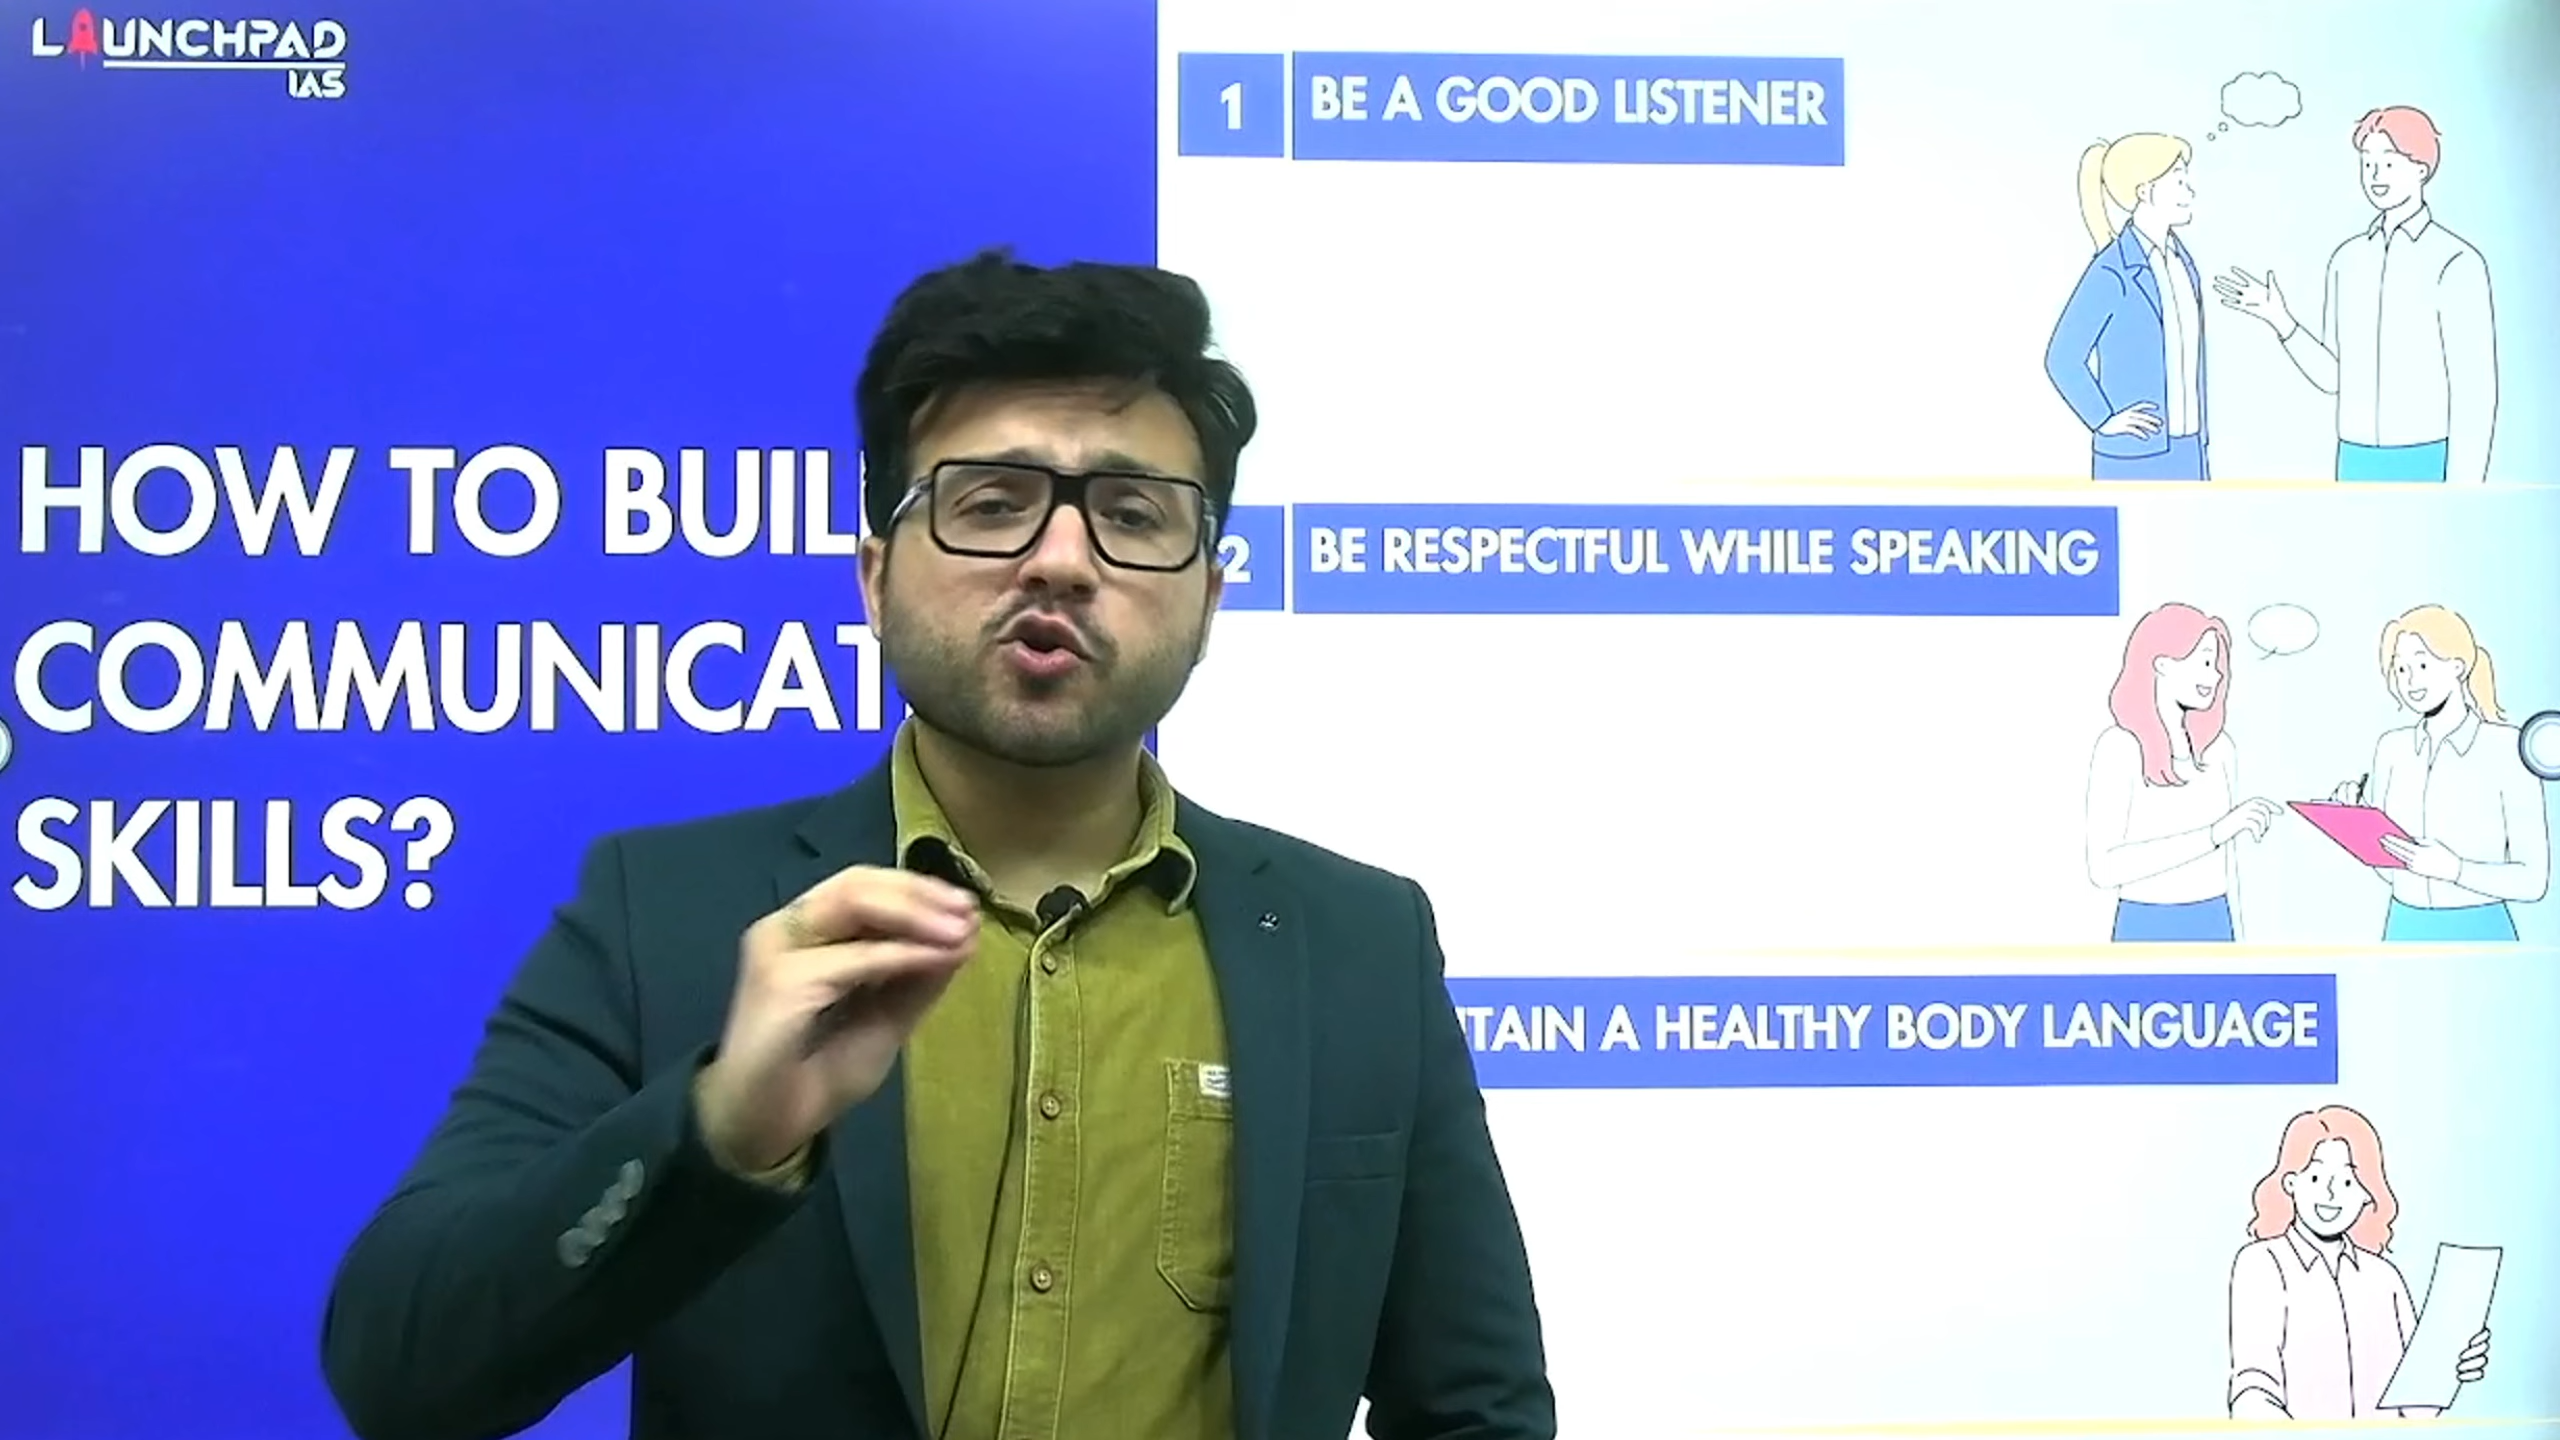 LAUNCHPAD
IAS
HOW TO BUIL
COMMUNICAT
SKILLS?
1 BE A GOOD LISTENER
2 BE RESPECTFUL WHILE SPEAKING
TAIN A HEALTHY BODY LANGUAGE